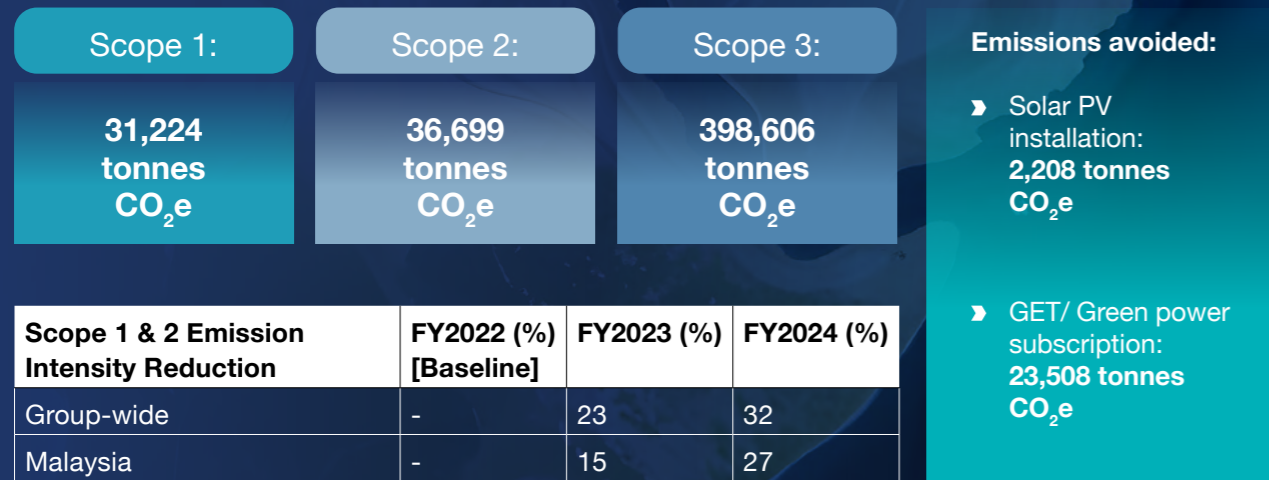 Scope 1:
31,224
tonnes
CO₂e
Scope 2:
36,699
tonnes
CO₂e
Scope 3:
398,606
tonnes
CO₂e
Emissions avoided:
Solar PV
installation:
2,208 tonnes
CO₂e
GET/ Green power
subscription:
23,508 tonnes
CO₂e
Scope 1 & 2 Emission
Intensity Reduction
FY2022 (%)
[Baseline]
FY2023 (%)
FY2024 (%)
Group-wide - 23 32
Malaysia - 15 27